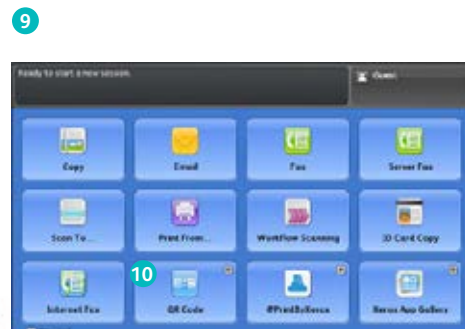 9
Ready to start a new session.
Guest
Copy
Email
Fax
Server Fax
Scan To...
Print From...
Workflow Scanning
ID Card Copy
10
Internet Fax
QR Code
@PrintByXerox
Xerox App Gallery